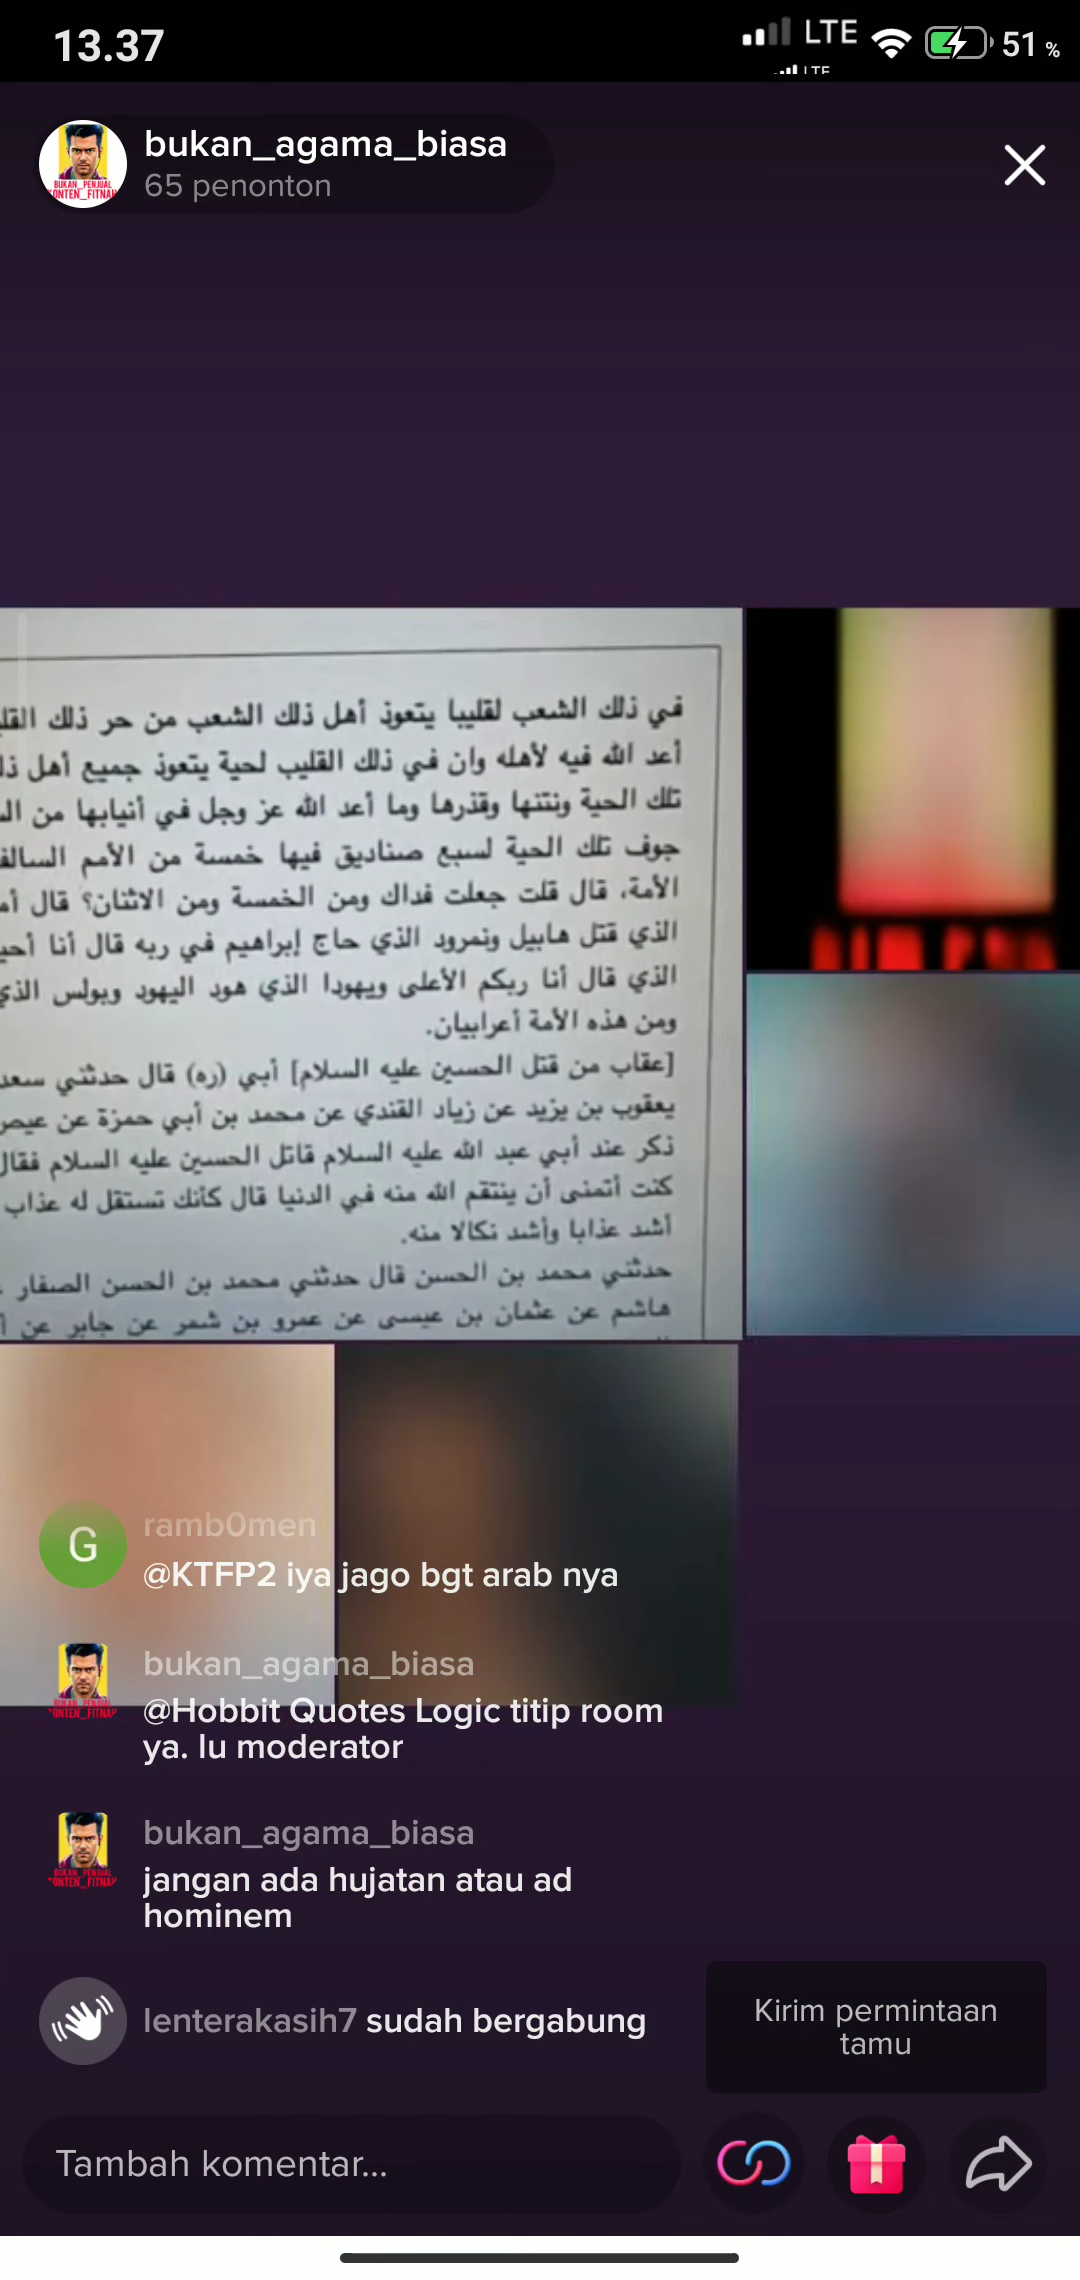 13.37
LTE
51 %
LTE
bukan_agama_biasa
65 penonton
BUKAN_PENJUAL
KONTEN_FITNAH
في ذلك الشعب لقليبا يتعوذ أهل ذلك الشعب من حر ذلك
أعد الله فيه لأهله وان في ذلك القليب لحية يتعوذ جميع أهل
تلك الحية ونتنها وقذرها وما أعد الله عز وجل في أنيابها من
جوف تلك الحية لسبع صناديق فيها خمسة من الأمم
الأمة، قال قلت جعلت فداك ومن الخمسة ومن الاثنان؟ قال
الذي قتل هابيل ونمرود الذي حاج إبراهيم في ربه قال أنا
الذي قال أنا ربكم الأعلى ويهودا الذي هود اليهود وبولس
ومن هذه الأمة أعرابيان.
[عقاب من قتل الحسين عليه السلام] أبي (ره) قال حدثني سعد
يعقوب بن يزيد عن زياد القندي عن محمد بن أبي حمزة عن
ذكر عند أبي عبد الله عليه السلام قاتل الحسين عليه السلام فقال
كنت أتمنى أن ينتقم الله منه في الدنيا قال كأنك تستقل له عذاب
أشد عذابا وأشد نكالا منه.
حدثني محمد بن الحسن قال حدثني محمد بن الحسن الصفار
هاشم عن عثمان بن عيسى عن عمرو بن شمر عن جابر عن
G
ramb0men
@KTFP2 iya jago bgt arab nya
bukan_agama_biasa
@Hobbit Quotes Logic titip room
ya. lu moderator
bukan_agama_biasa
jangan ada hujatan atau ad
hominem
lenterakasih7 sudah bergabung
Kirim permintaan
tamu
Tambah komentar...